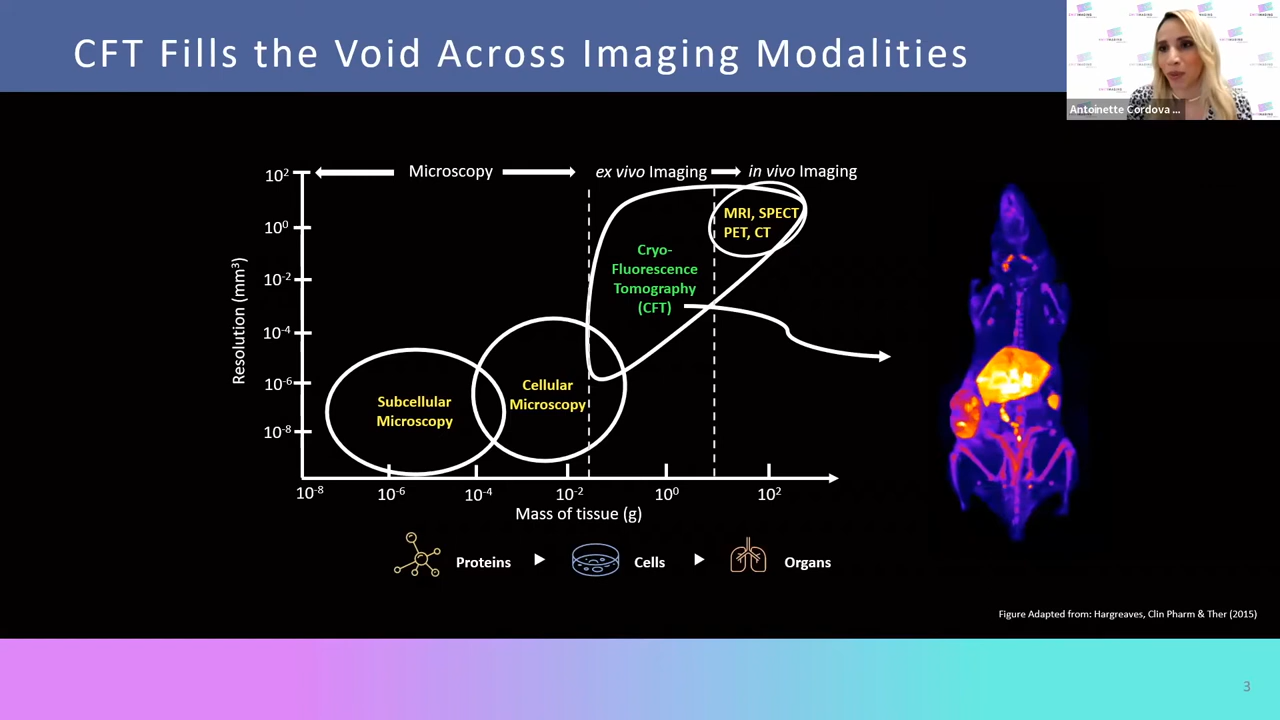 CFT Fills the Void Across Imaging Modalities
Antoinette Cordova ...
Microscopy
ex vivo Imaging
in vivo Imaging
10²
10⁰
10⁻²
10⁻⁴
10⁻⁶
10⁻⁸
Resolution (mm³)
MRI, SPECT
PET, CT
Cryo-
Fluorescence
Tomography
(CFT)
Subcellular
Microscopy
Cellular
Microscopy
10⁻⁸ 10⁻⁶ 10⁻⁴ 10⁻² 10⁰ 10²
Mass of tissue (g)
Proteins
Cells
Organs
Figure Adapted from: Hargreaves, Clin Pharm & Ther (2015)
3